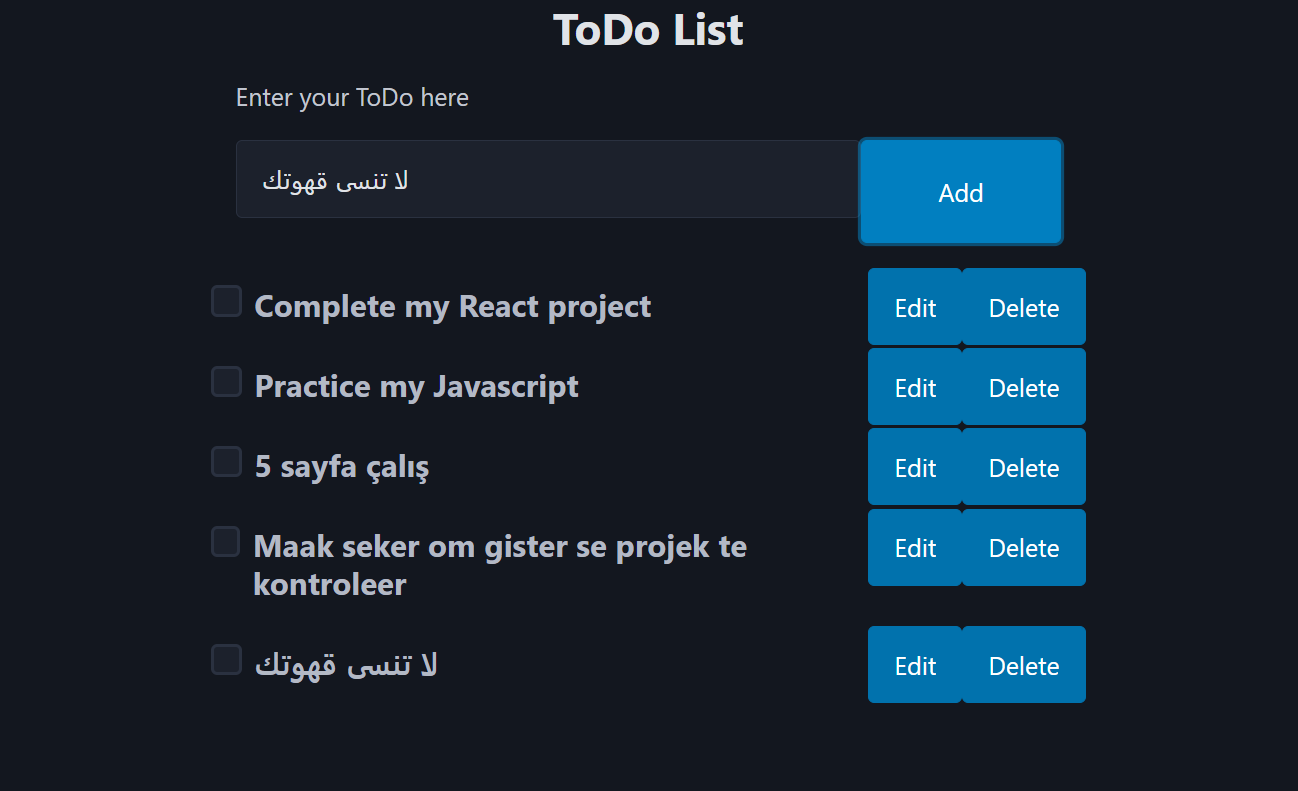 ToDo List
Enter your ToDo here
لا تنسى قهوتك
Add
Complete my React project
Edit
Delete
Practice my Javascript
Edit
Delete
5 sayfa çalış
Edit
Delete
Maak seker om gister se projek te
kontroleer
Edit
Delete
لا تنسى قهوتك
Edit
Delete